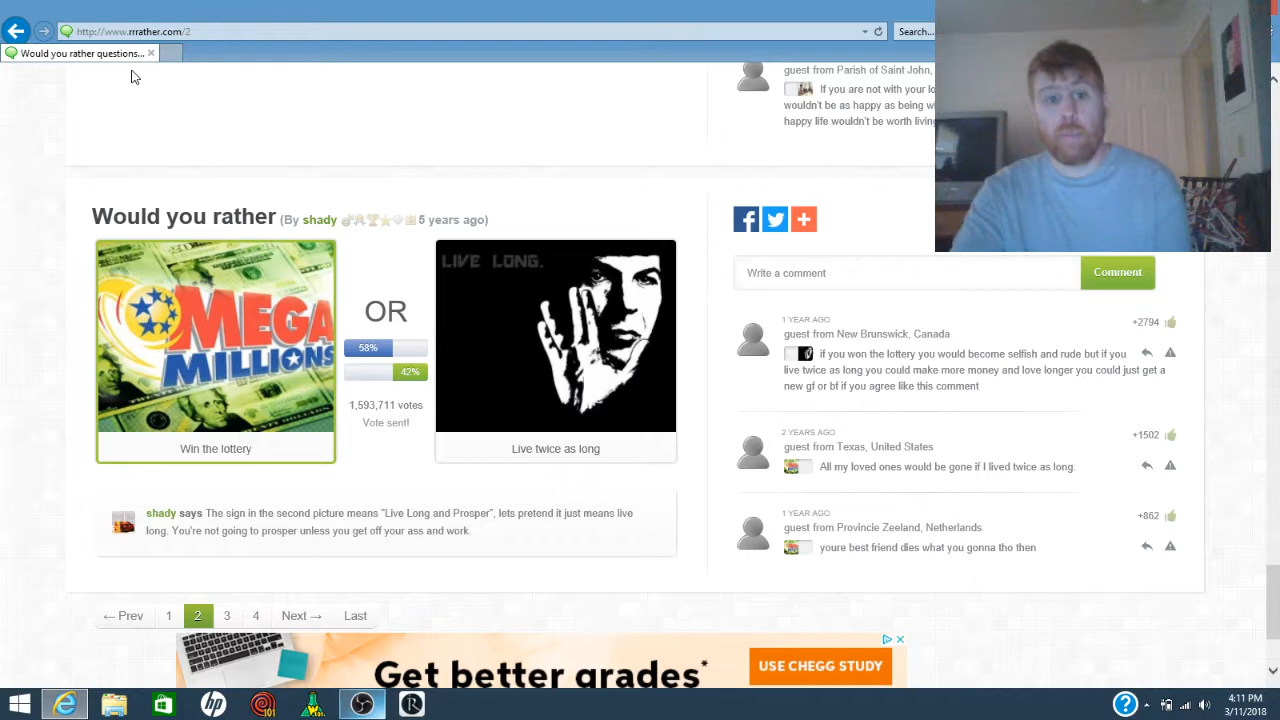 http://www.rrrather.com/2
Search...
Would you rather questions...
guest from Parish of Saint John,
If you are not with your lo
wouldn't be as happy as being wi
happy life wouldn't be worth livin
Would you rather (By shady 5 years ago)
LIVE LONG.
MEGA
MILLIONS
OR
58%
42%
1,593,711 votes
Vote sent!
Win the lottery
Live twice as long
shady says The sign in the second picture means "Live Long and Prosper", lets pretend it just means live
long. You're not going to prosper unless you get off your ass and work.
Write a comment
Comment
1 YEAR AGO
+2794
guest from New Brunswick, Canada
if you won the lottery you would become selfish and rude but if you
live twice as long you could make more money and love longer you could just get a
new gf or bf if you agree like this comment
2 YEARS AGO
+1502
guest from Texas, United States
All my loved ones would be gone if I lived twice as long.
1 YEAR AGO
+862
guest from Provincie Zeeland, Netherlands
youre best friend dies what you gonna tho then
← Prev 1 2 3 4 Next → Last
Get better grades*
USE CHEGG STUDY
hp
101
W101
R
4:11 PM
3/11/2018